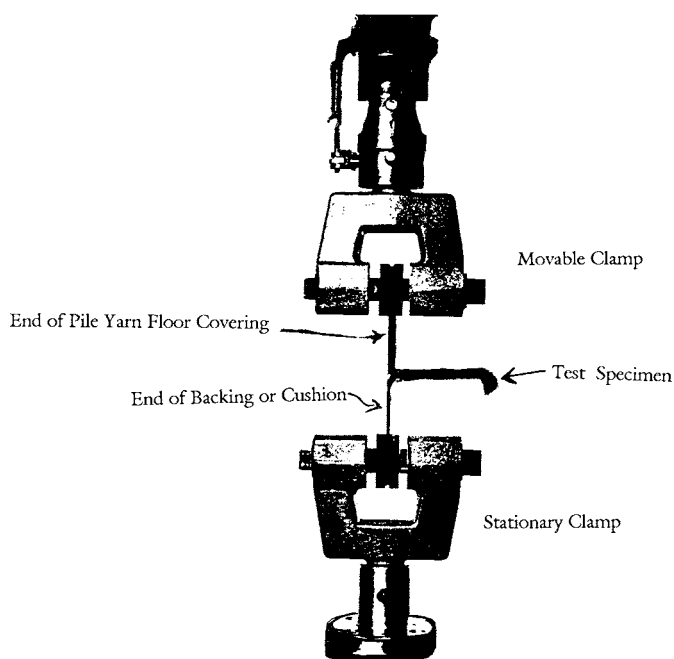 Movable Clamp
End of Pile Yarn Floor Covering
Test Specimen
End of Backing or Cushion
Stationary Clamp